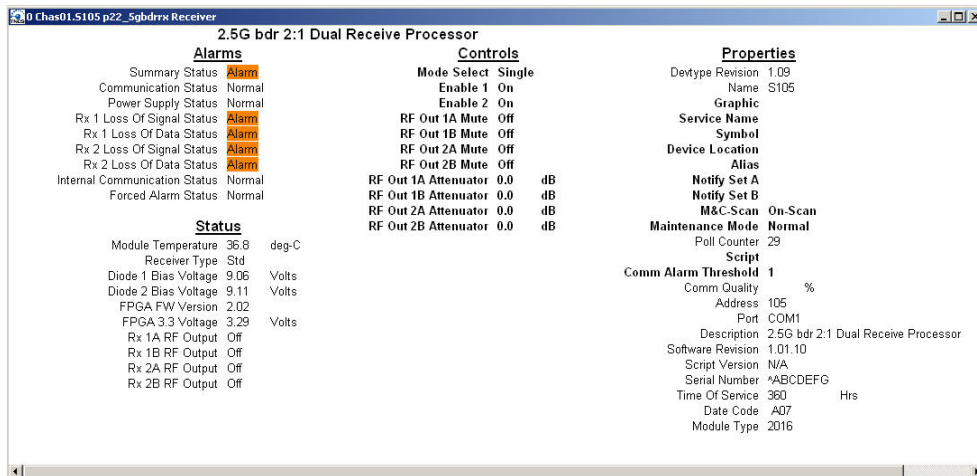 0 Chas01.S105 p22_5gbdrrx Receiver
2.5G bdr 2:1 Dual Receive Processor
Alarms
Summary Status Alarm
Communication Status Normal
Power Supply Status Normal
Rx 1 Loss Of Signal Status Alarm
Rx 1 Loss Of Data Status Alarm
Rx 2 Loss Of Signal Status Alarm
Rx 2 Loss Of Data Status Alarm
Internal Communication Status Normal
Forced Alarm Status Normal
Status
Module Temperature 36.8 deg-C
Receiver Type Std
Diode 1 Bias Voltage 9.06 Volts
Diode 2 Bias Voltage 9.11 Volts
FPGA FW Version 2.02
FPGA 3.3 Voltage 3.29 Volts
Rx 1A RF Output Off
Rx 1B RF Output Off
Rx 2A RF Output Off
Rx 2B RF Output Off
Controls
Mode Select Single
Enable 1 On
Enable 2 On
RF Out 1A Mute Off
RF Out 1B Mute Off
RF Out 2A Mute Off
RF Out 2B Mute Off
RF Out 1A Attenuator 0.0 dB
RF Out 1B Attenuator 0.0 dB
RF Out 2A Attenuator 0.0 dB
RF Out 2B Attenuator 0.0 dB
Properties
Devtype Revision 1.09
Name S105
Graphic
Service Name
Symbol
Device Location
Alias
Notify Set A
Notify Set B
M&C-Scan On-Scan
Maintenance Mode Normal
Poll Counter 29
Script
Comm Alarm Threshold 1
Comm Quality %
Address 105
Port COM1
Description 2.5G bdr 2:1 Dual Receive Processor
Software Revision 1.01.10
Script Version N/A
Serial Number ^ABCDEFG
Time Of Service 360 Hrs
Date Code A07
Module Type 2016